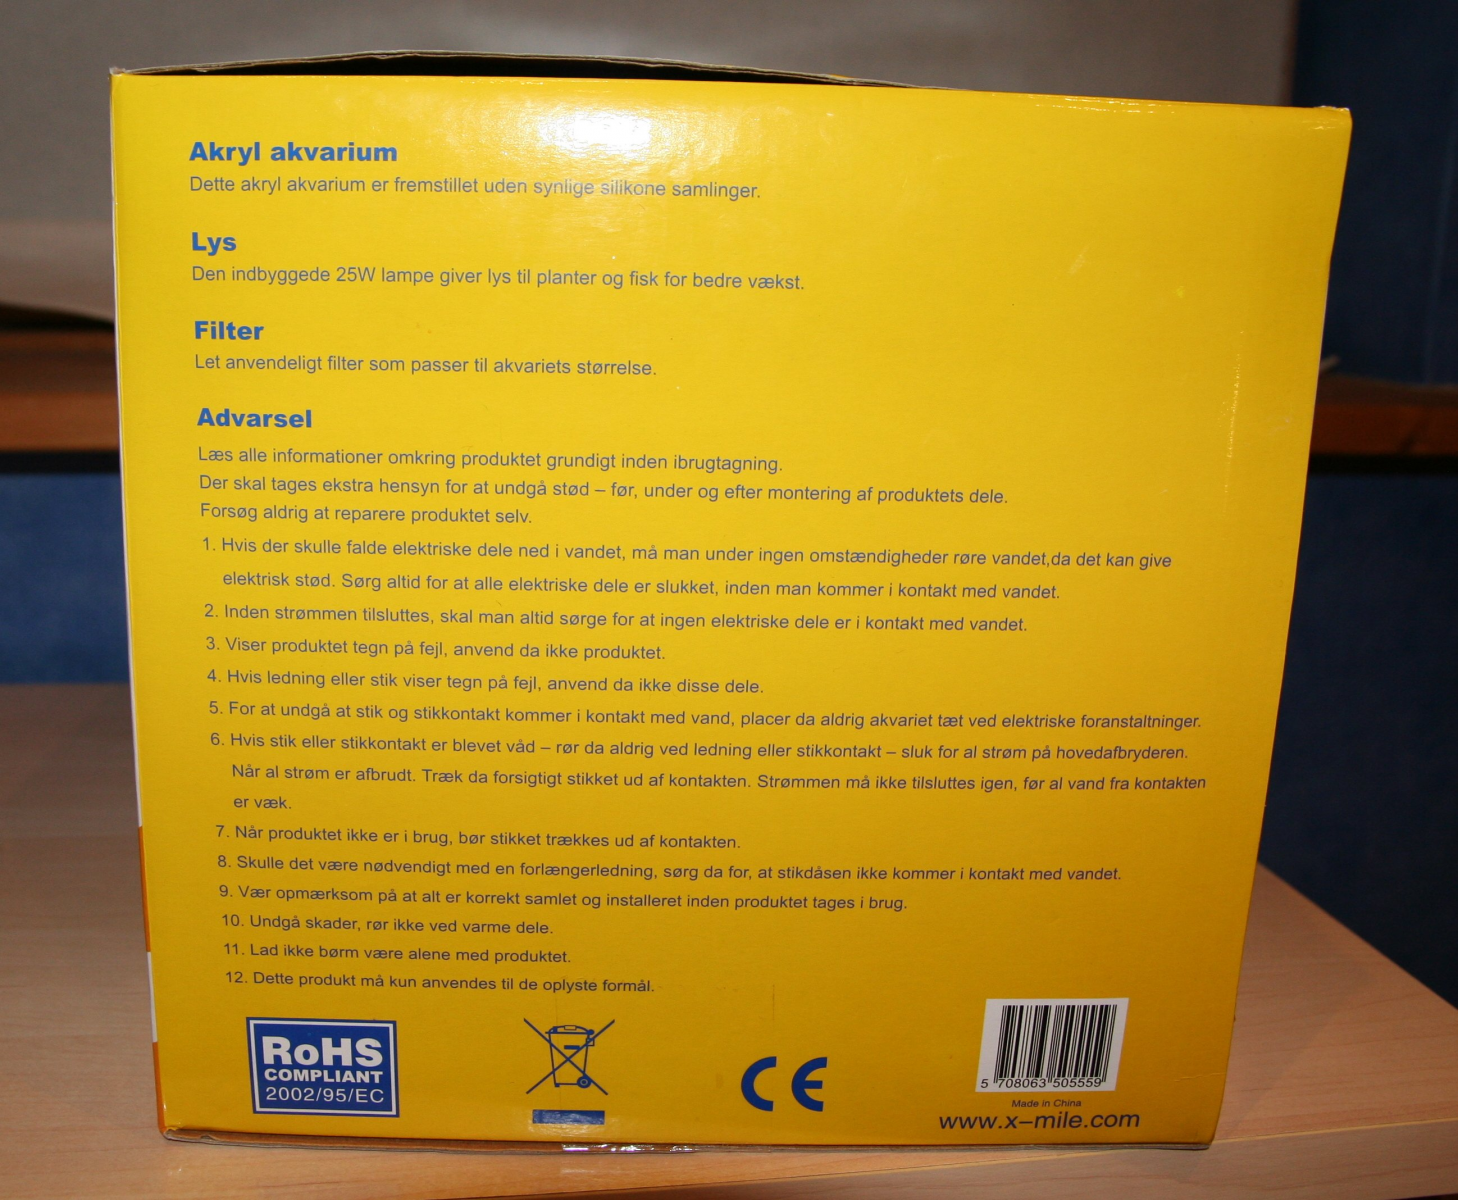 Akryl akvarium
Dette akryl akvarium er fremstillet uden synlige silikone samlinger.
Lys
Den indbyggede 25W lampe giver lys til planter og fisk for bedre vækst.
Filter
Let anvendeligt filter som passer til akvariets størrelse.
Advarsel
Læs alle informationer omkring produktet grundigt inden ibrugtagning.
Der skal tages ekstra hensyn for at undgå stød – før, under og efter montering af produktets dele.
Forsøg aldrig at reparere produktet selv.
1. Hvis der skulle falde elektriske dele ned i vandet, må man under ingen omstændigheder røre vandet,da det kan give
elektrisk stød. Sørg altid for at alle elektriske dele er slukket, inden man kommer i kontakt med vandet.
2. Inden strømmen tilsluttes, skal man altid sørge for at ingen elektriske dele er i kontakt med vandet.
3. Viser produktet tegn på fejl, anvend da ikke produktet.
4. Hvis ledning eller stik viser tegn på fejl, anvend da ikke disse dele.
5. For at undgå at stik og stikkontakt kommer i kontakt med vand, placer da aldrig akvariet tæt ved elektriske foranstaltninger.
6. Hvis stik eller stikkontakt er blevet våd – rør da aldrig ved ledning eller stikkontakt – sluk for al strøm på hovedafbryderen.
Når al strøm er afbrudt. Træk da forsigtigt stikket ud af kontakten. Strømmen må ikke tilsluttes igen, før al vand fra kontakten
er væk.
7. Når produktet ikke er i brug, bør stikket trækkes ud af kontakten.
8. Skulle det være nødvendigt med en forlængerledning, sørg da for, at stikdåsen ikke kommer i kontakt med vandet.
9. Vær opmærksom på at alt er korrekt samlet og installeret inden produktet tages i brug.
10. Undgå skader, rør ikke ved varme dele.
11. Lad ikke børm være alene med produktet.
12. Dette produkt må kun anvendes til de oplyste formål.
RoHS
COMPLIANT
2002/95/EC
CE
5 708063 505559
Made in China
www.x–mile.com